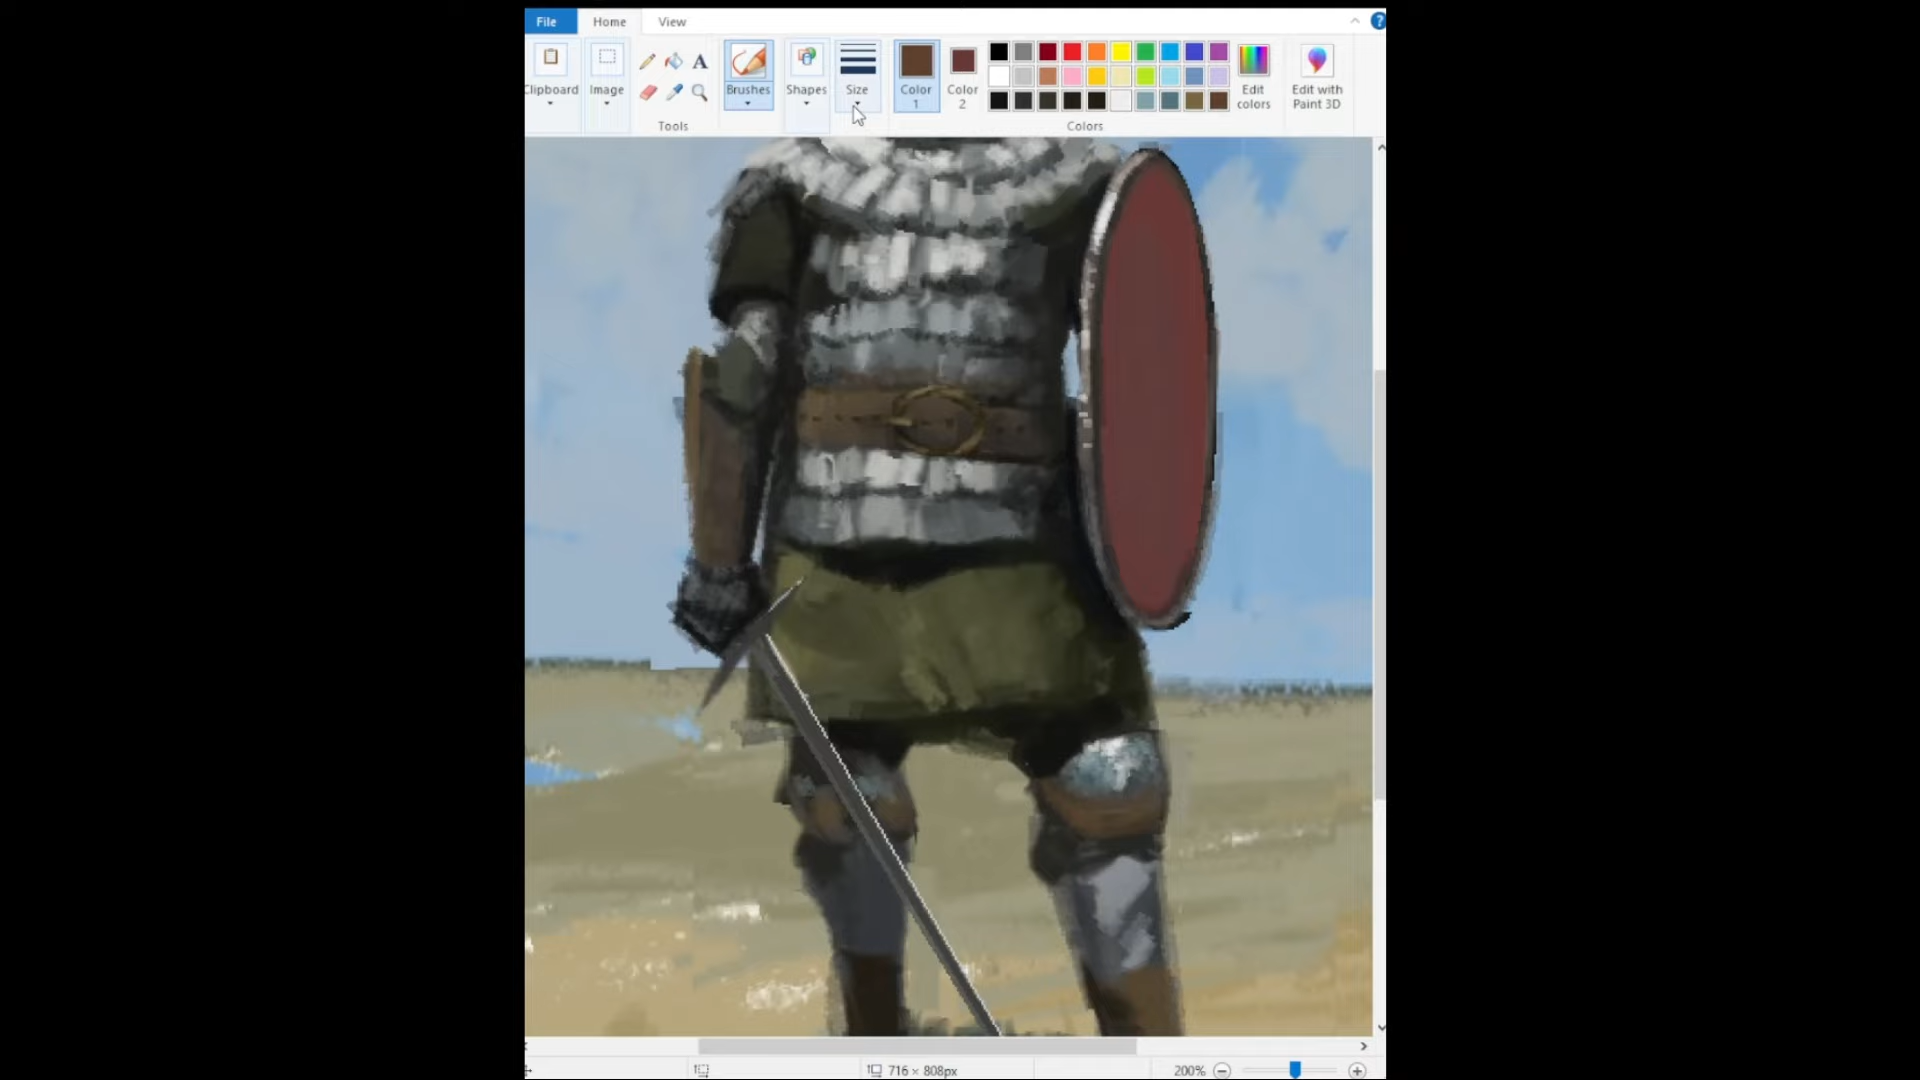 File Home View
Clipboard Image Brushes Shapes Size Color 1 Color 2 Edit colors Edit with Paint 3D
A
?
Tools Colors
716 × 808px 200%